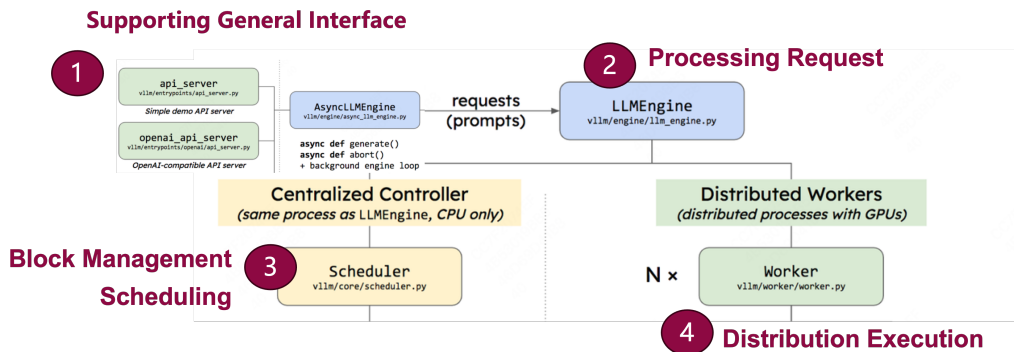 Supporting General Interface
1
api_server
vllm/entrypoints/api_server.py
Simple demo API server
openai_api_server
vllm/entrypoints/openai/api_server.py
OpenAI-compatible API server
AsyncLLMEngine
vllm/engine/async_llm_engine.py
async def generate()
async def abort()
+ background engine loop
requests
(prompts)
2
Processing Request
LLMEngine
vllm/engine/llm_engine.py
Centralized Controller
(same process as LLMEngine, CPU only)
Distributed Workers
(distributed processes with GPUs)
Block Management
Scheduling
3
Scheduler
vllm/core/scheduler.py
N ×
Worker
vllm/worker/worker.py
4
Distribution Execution